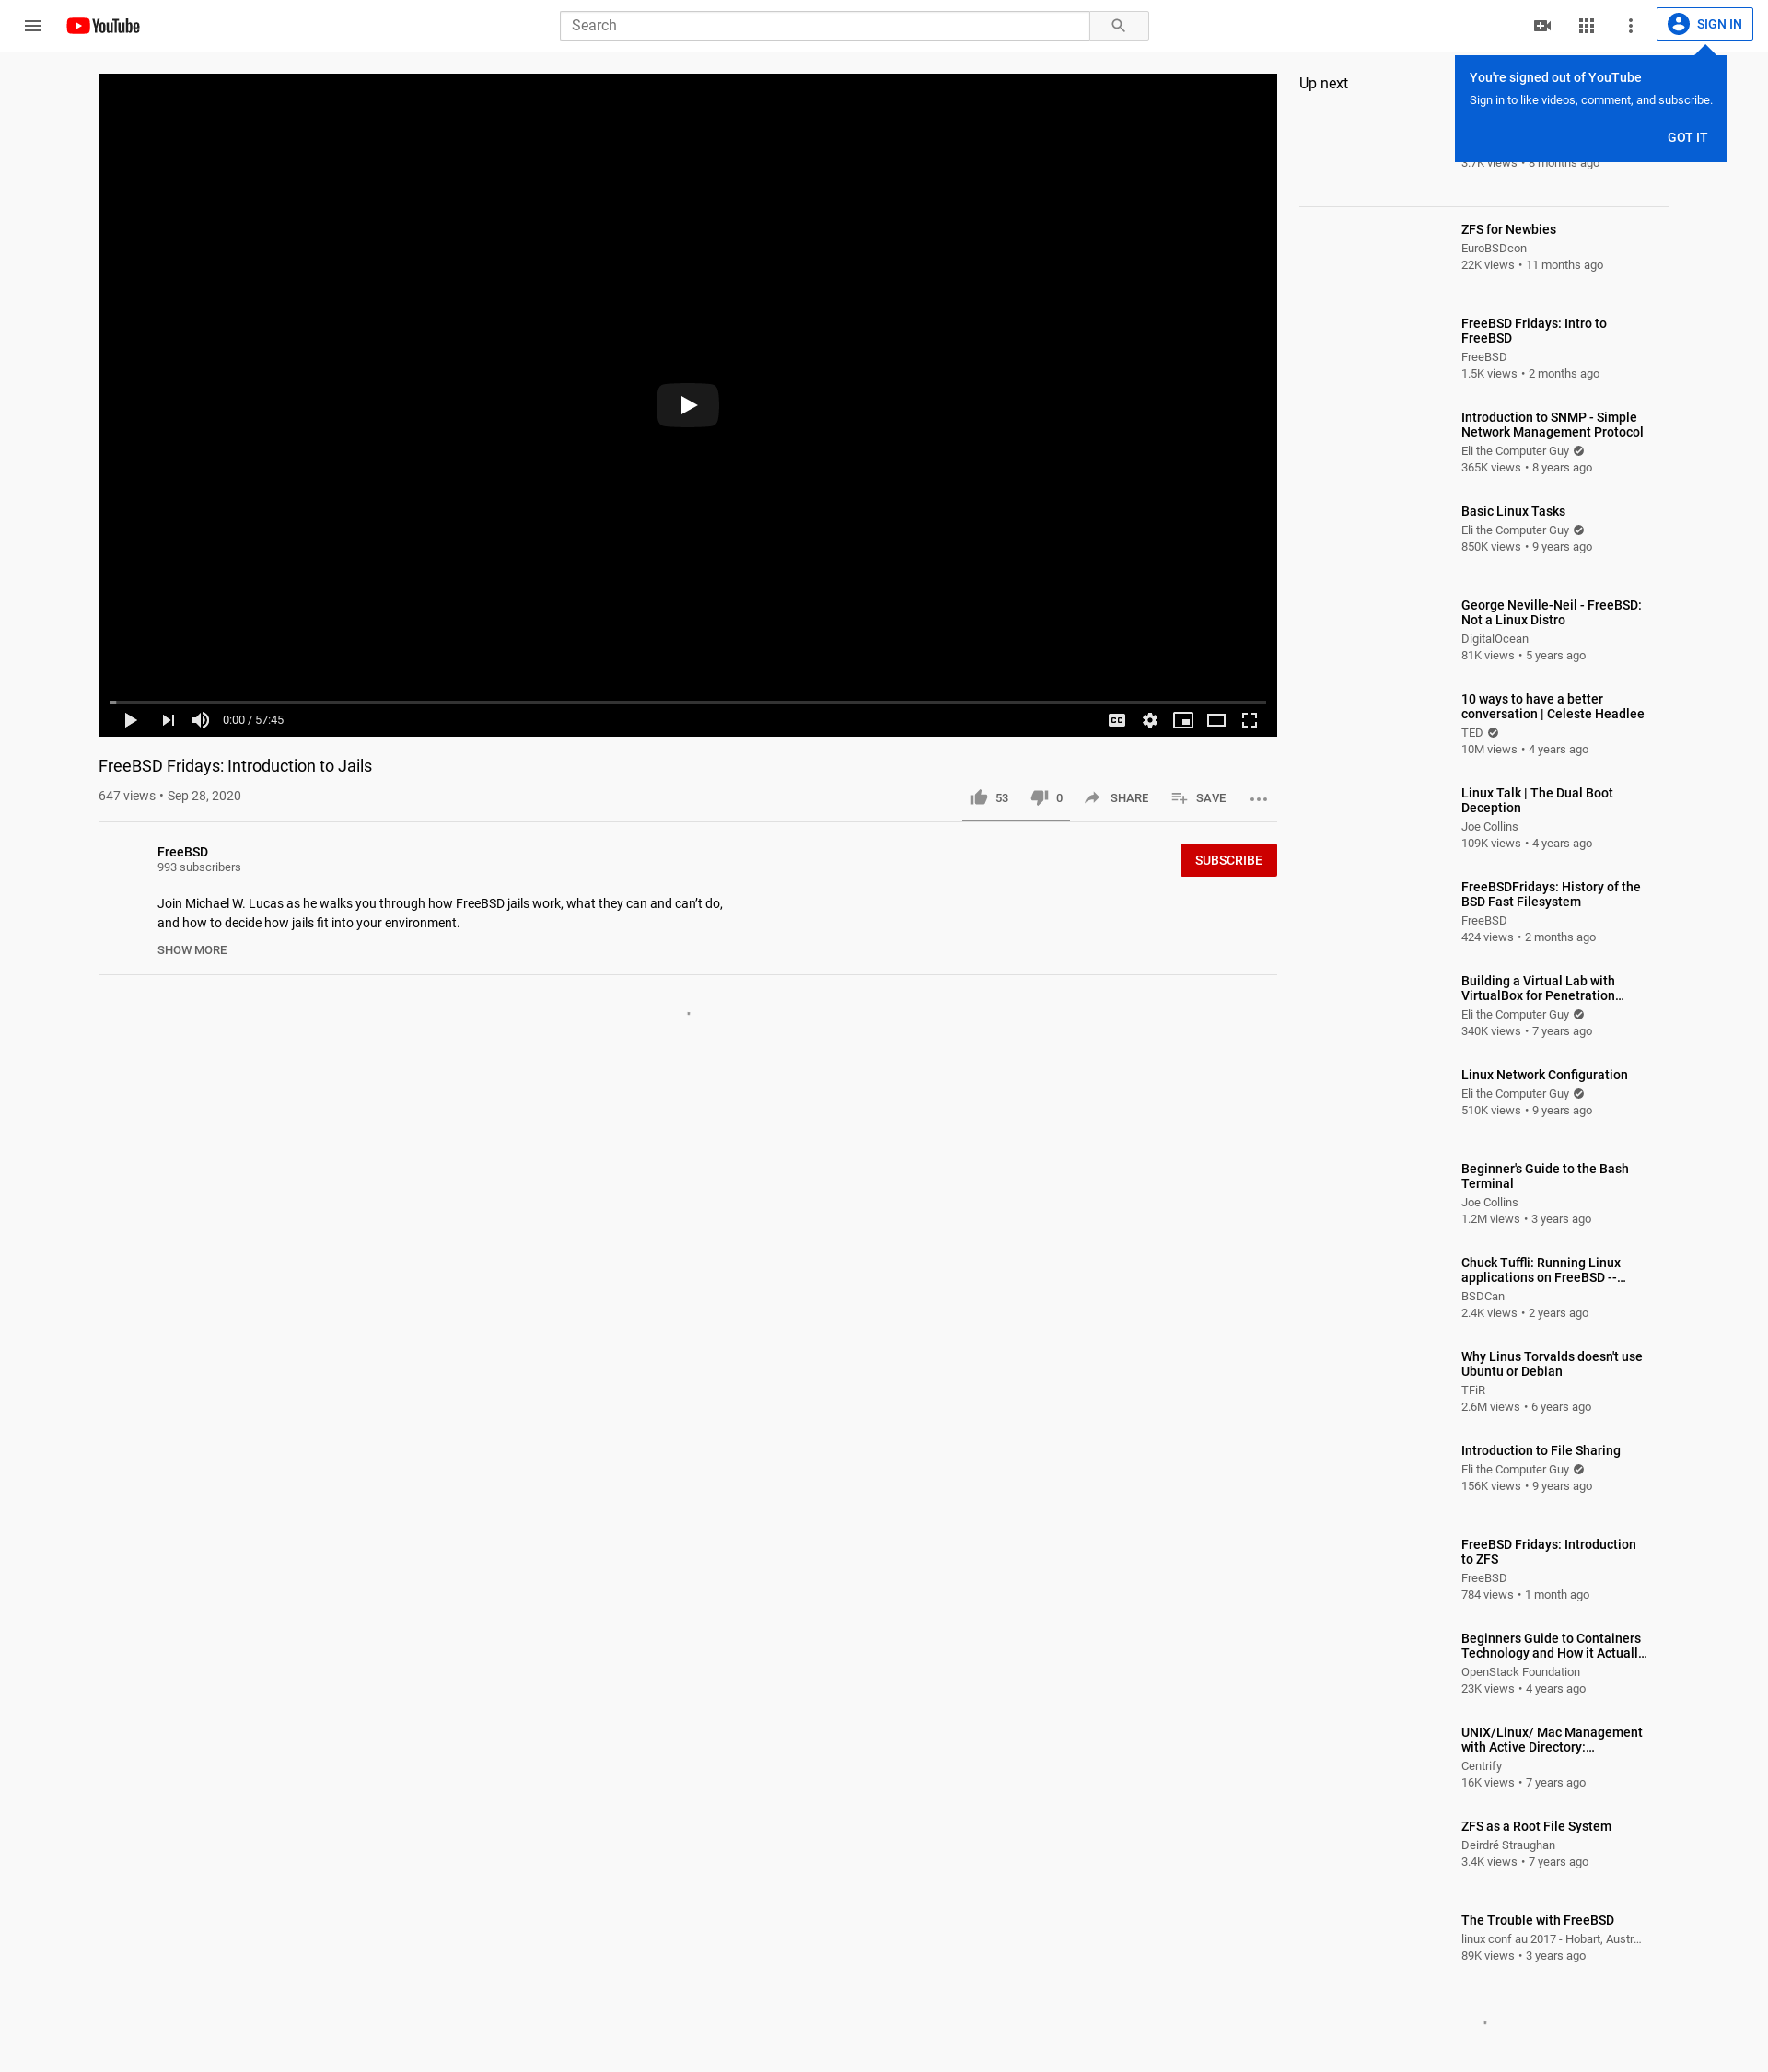 YouTube
Search
SIGN IN
You're signed out of YouTube
Sign in to like videos, comment, and subscribe.
GOT IT
0:00 / 57:45
FreeBSD Fridays: Introduction to Jails
647 views • Sep 28, 2020
53
0
SHARE
SAVE
FreeBSD
993 subscribers
SUBSCRIBE
Join Michael W. Lucas as he walks you through how FreeBSD jails work, what they can and can’t do,
and how to decide how jails fit into your environment.
SHOW MORE
Up next
3.7K views • 8 months ago
ZFS for Newbies
EuroBSDcon
22K views • 11 months ago
FreeBSD Fridays: Intro to
FreeBSD
FreeBSD
1.5K views • 2 months ago
Introduction to SNMP - Simple
Network Management Protocol
Eli the Computer Guy
365K views • 8 years ago
Basic Linux Tasks
Eli the Computer Guy
850K views • 9 years ago
George Neville-Neil - FreeBSD:
Not a Linux Distro
DigitalOcean
81K views • 5 years ago
10 ways to have a better
conversation | Celeste Headlee
TED
10M views • 4 years ago
Linux Talk | The Dual Boot
Deception
Joe Collins
109K views • 4 years ago
FreeBSDFridays: History of the
BSD Fast Filesystem
FreeBSD
424 views • 2 months ago
Building a Virtual Lab with
VirtualBox for Penetration…
Eli the Computer Guy
340K views • 7 years ago
Linux Network Configuration
Eli the Computer Guy
510K views • 9 years ago
Beginner's Guide to the Bash
Terminal
Joe Collins
1.2M views • 3 years ago
Chuck Tuffli: Running Linux
applications on FreeBSD --…
BSDCan
2.4K views • 2 years ago
Why Linus Torvalds doesn't use
Ubuntu or Debian
TFiR
2.6M views • 6 years ago
Introduction to File Sharing
Eli the Computer Guy
156K views • 9 years ago
FreeBSD Fridays: Introduction
to ZFS
FreeBSD
784 views • 1 month ago
Beginners Guide to Containers
Technology and How it Actuall…
OpenStack Foundation
23K views • 4 years ago
UNIX/Linux/ Mac Management
with Active Directory:…
Centrify
16K views • 7 years ago
ZFS as a Root File System
Deirdré Straughan
3.4K views • 7 years ago
The Trouble with FreeBSD
linux conf au 2017 - Hobart, Austr…
89K views • 3 years ago